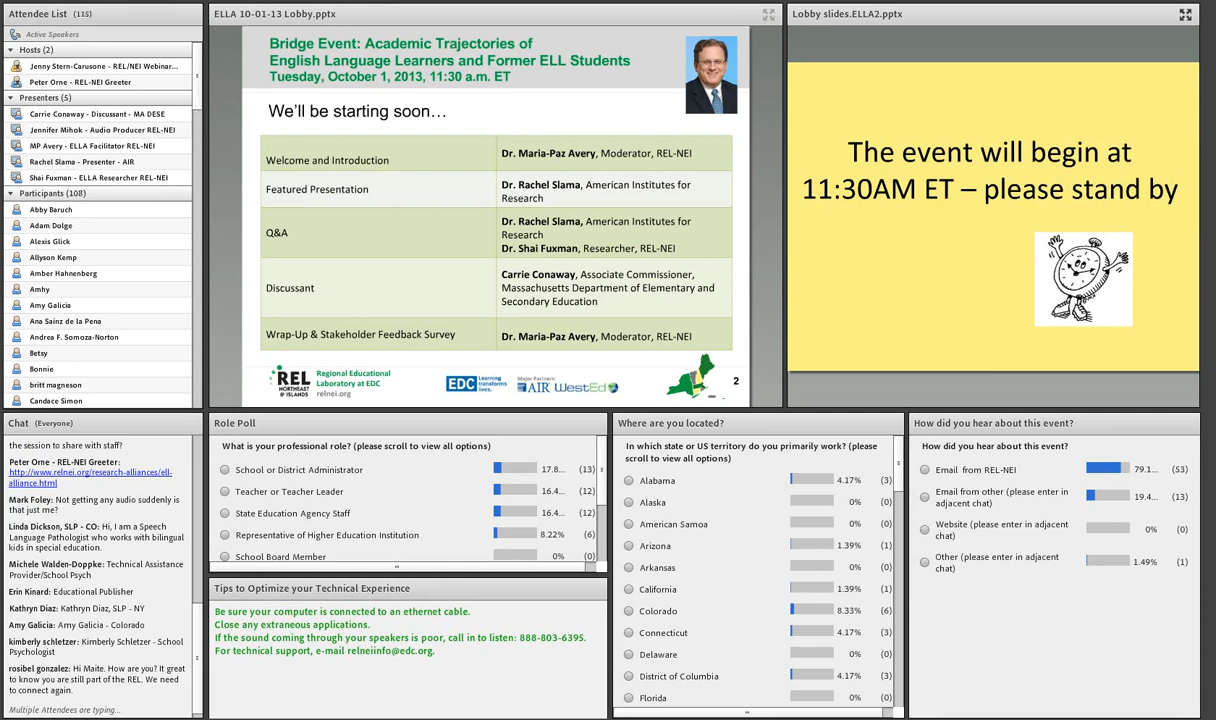 Attendee List (115)
Active Speakers
Hosts (2)
Jenny Stern-Carusone - REL/NEI Webinar...
Peter Orne - REL-NEI Greeter
Presenters (5)
Carrie Conaway - Discussant - MA DESE
Jennifer Mihok - Audio Producer REL-NEI
MP Avery - ELLA Facilitator REL-NEI
Rachel Slama - Presenter - AIR
Shai Fuxman - ELLA Researcher REL-NEI
Participants (108)
Abby Baruch
Adam Dolge
Alexis Glick
Allyson Kemp
Amber Hahnenberg
Amhy
Amy Galicia
Ana Sainz de la Pena
Andrea F. Somoza-Norton
Betsy
Bonnie
britt magneson
Candace Simon
ELLA 10-01-13 Lobby.pptx
Bridge Event: Academic Trajectories of
English Language Learners and Former ELL Students
Tuesday, October 1, 2013, 11:30 a.m. ET
We'll be starting soon…
Welcome and Introduction
Dr. Maria-Paz Avery, Moderator, REL-NEI
Featured Presentation
Dr. Rachel Slama, American Institutes for
Research
Q&A
Dr. Rachel Slama, American Institutes for
Research
Dr. Shai Fuxman, Researcher, REL-NEI
Discussant
Carrie Conaway, Associate Commissioner,
Massachusetts Department of Elementary and
Secondary Education
Wrap-Up & Stakeholder Feedback Survey
Dr. Maria-Paz Avery, Moderator, REL-NEI
REL
NORTHEAST
& ISLANDS
Regional Educational
Laboratory at EDC
relnei.org
EDC
Learning
transforms
lives.
Major Partners:
AIR WestEd
2
Lobby slides.ELLA2.pptx
The event will begin at
11:30AM ET – please stand by
Chat (Everyone)
the session to share with staff?
Peter Orne - REL-NEI Greeter:
http://www.relnei.org/research-alliances/ell-
alliance.html
Mark Foley: Not getting any audio suddenly is
that just me?
Linda Dickson, SLP - CO: Hi, I am a Speech
Language Pathologist who works with bilingual
kids in special education.
Michele Walden-Doppke: Technical Assistance
Provider/School Psych
Erin Kinard: Educational Publisher
Kathryn Diaz: Kathryn Diaz, SLP - NY
Amy Galicia: Amy Galicia - Colorado
kimberly schletzer: Kimberly Schletzer - School
Psychologist
rosibel gonzalez: Hi Maite. How are you? It great
to know you are still part of the REL. We need
to connect again.
Multiple Attendees are typing...
Role Poll
What is your professional role? (please scroll to view all options)
School or District Administrator 17.8... (13)
Teacher or Teacher Leader 16.4... (12)
State Education Agency Staff 16.4... (12)
Representative of Higher Education Institution 8.22% (6)
School Board Member 0% (0)
Tips to Optimize your Technical Experience
Be sure your computer is connected to an ethernet cable.
Close any extraneous applications.
If the sound coming through your speakers is poor, call in to listen: 888-803-6395.
For technical support, e-mail relneiinfo@edc.org.
Where are you located?
In which state or US territory do you primarily work? (please
scroll to view all options)
Alabama 4.17% (3)
Alaska 0% (0)
American Samoa 0% (0)
Arizona 1.39% (1)
Arkansas 0% (0)
California 1.39% (1)
Colorado 8.33% (6)
Connecticut 4.17% (3)
Delaware 0% (0)
District of Columbia 4.17% (3)
Florida 0% (0)
How did you hear about this event?
How did you hear about this event?
Email from REL-NEI 79.1... (53)
Email from other (please enter in
adjacent chat) 19.4... (13)
Website (please enter in adjacent
chat) 0% (0)
Other (please enter in adjacent
chat) 1.49% (1)